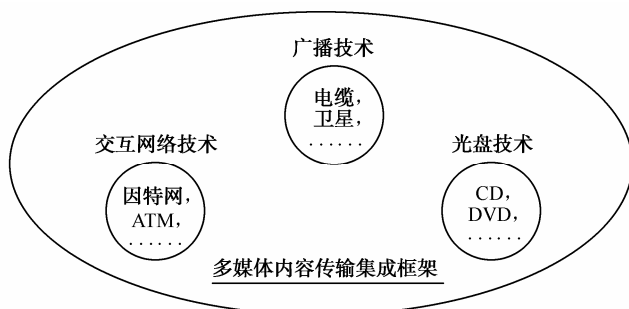 广播技术
电缆，
卫星，
······
交互网络技术
因特网，
ATM，
······
光盘技术
CD，
DVD，
······
多媒体内容传输集成框架